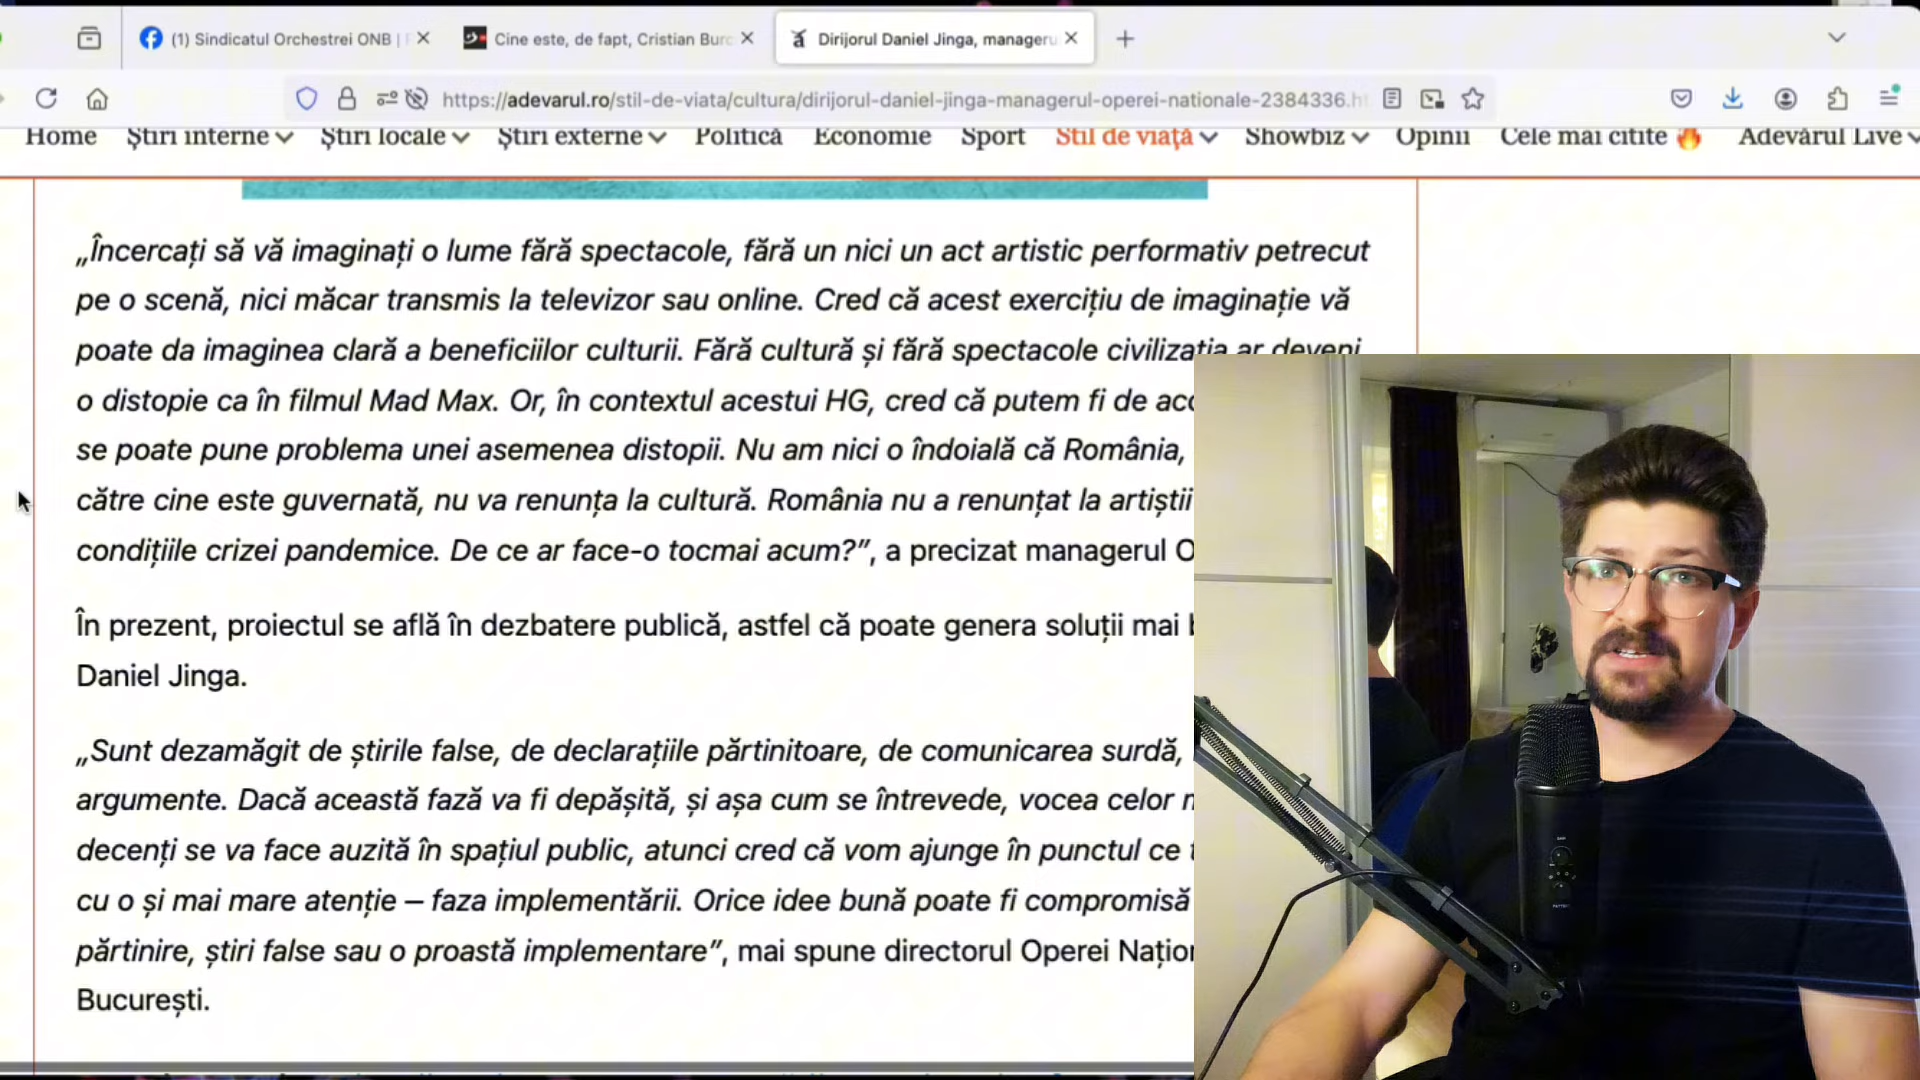 (1) Sindicatul Orchestrei ONB |
Cine este, de fapt, Cristian Burc
Dirijorul Daniel Jinga, manageru
https://adevarul.ro/stil-de-viata/cultura/dirijorul-daniel-jinga-managerul-operei-nationale-2384336.h
Home Știri interne Știri locale Știri externe Politică Economie Sport Stil de viață Showbiz Opinii Cele mai citite Adevărul Live
„Încercați să vă imaginați o lume fără spectacole, fără un nici un act artistic performativ petrecut
pe o scenă, nici măcar transmis la televizor sau online. Cred că acest exercițiu de imaginație vă
poate da imaginea clară a beneficiilor culturii. Fără cultură și fără spectacole civilizația ar deveni
o distopie ca în filmul Mad Max. Or, în contextul acestui HG, cred că putem fi de aco
se poate pune problema unei asemenea distopii. Nu am nici o îndoială că România,
către cine este guvernată, nu va renunța la cultură. România nu a renunțat la artiștii
condițiile crizei pandemice. De ce ar face-o tocmai acum?”, a precizat managerul O
În prezent, proiectul se află în dezbatere publică, astfel că poate genera soluții mai b
Daniel Jinga.
„Sunt dezamăgit de știrile false, de declarațiile părtinitoare, de comunicarea surdă,
argumente. Dacă această fază va fi depășită, și așa cum se întrevede, vocea celor
decenți se va face auzită în spațiul public, atunci cred că vom ajunge în punctul ce
cu o și mai mare atenție – faza implementării. Orice idee bună poate fi compromisă
părtinire, știri false sau o proastă implementare”, mai spune directorul Operei Națion
București.